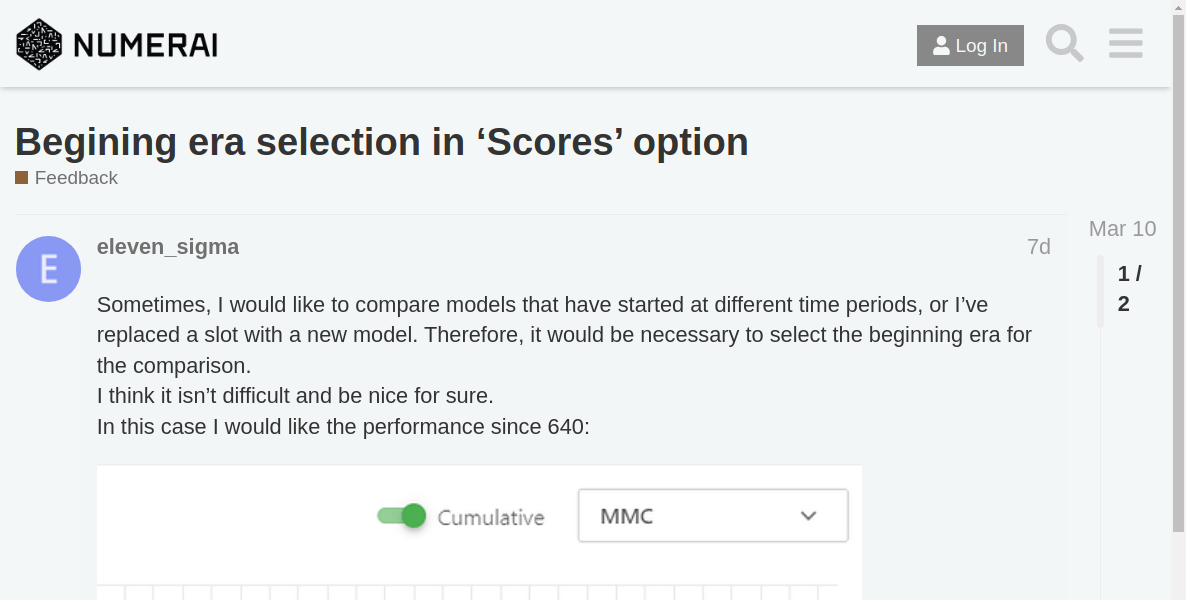 NUMERAI
Log In
Begining era selection in ‘Scores’ option
Feedback
E
eleven_sigma
7d
Mar 10
1 /
2
Sometimes, I would like to compare models that have started at different time periods, or I’ve
replaced a slot with a new model. Therefore, it would be necessary to select the beginning era for
the comparison.
I think it isn’t difficult and be nice for sure.
In this case I would like the performance since 640:
Cumulative
MMC